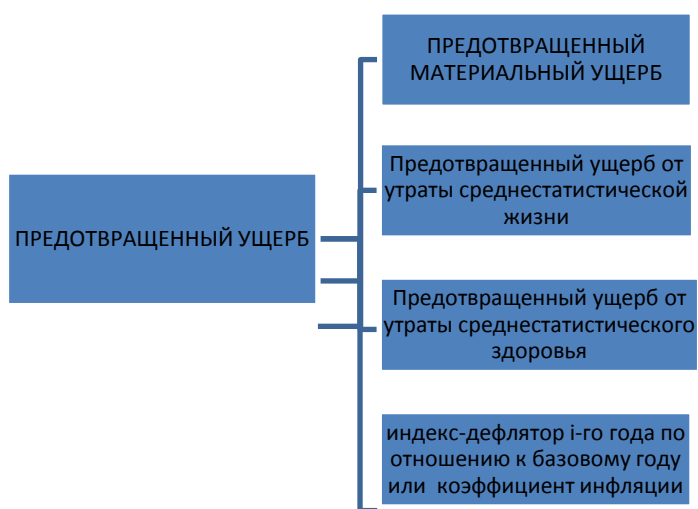 ПРЕДОТВРАЩЕННЫЙ
МАТЕРИАЛЬНЫЙ УЩЕРБ
Предотвращенный ущерб от
утраты среднестатистической
жизни
ПРЕДОТВРАЩЕННЫЙ УЩЕРБ
Предотвращенный ущерб от
утраты среднестатистического
здоровья
индекс-дефлятор i-го года по
отношению к базовому году
или коэффициент инфляции